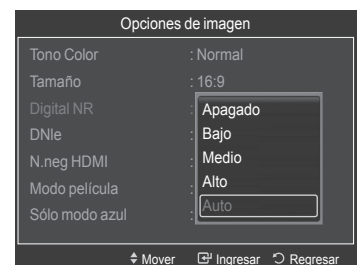 Opciones de imagen
Tono Color : Normal
Tamaño : 16:9
Digital NR : Apagado
DNIe : Bajo
N.neg HDMI : Medio
Modo película : Alto
Sólo modo azul : Auto
Mover Ingresar Regresar